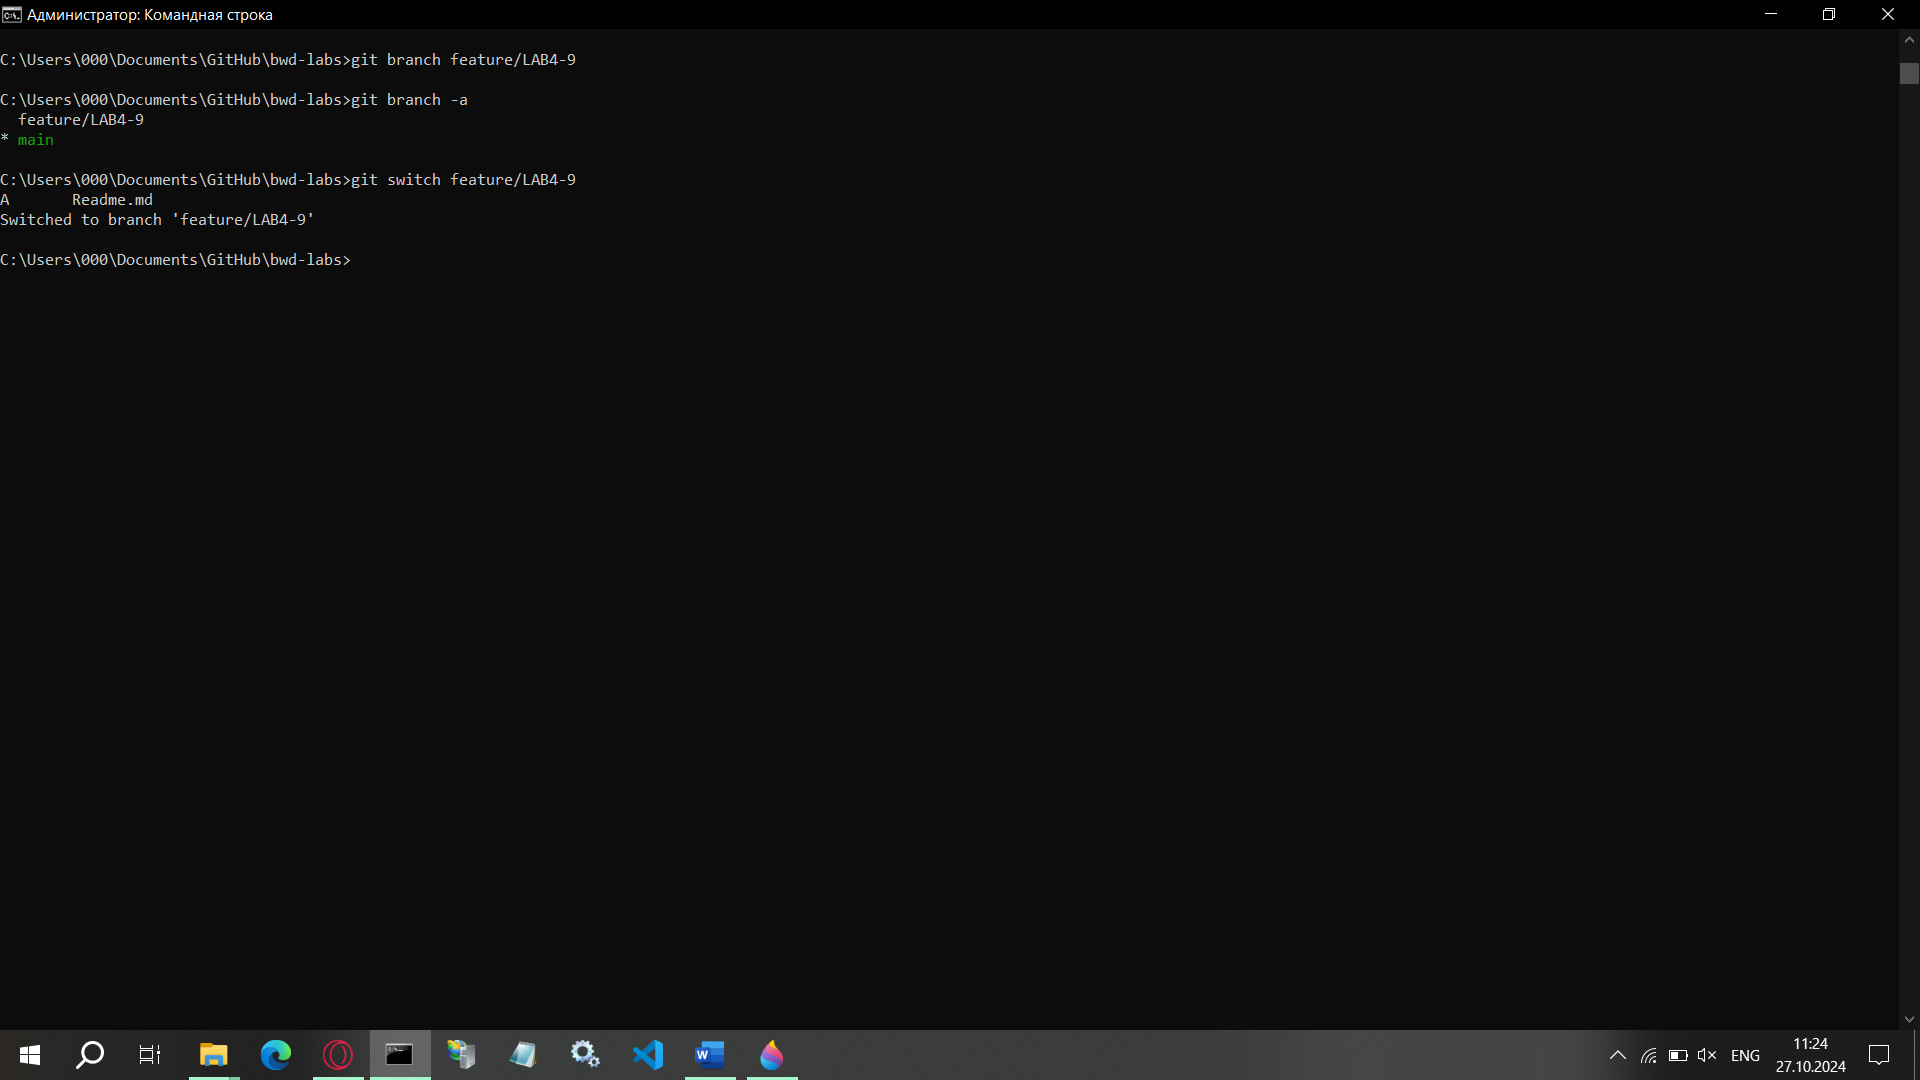 Администратор: Командная строка
C:\Users\000\Documents\GitHub\bwd-labs>git branch feature/LAB4-9
C:\Users\000\Documents\GitHub\bwd-labs>git branch -a
  feature/LAB4-9
* main
C:\Users\000\Documents\GitHub\bwd-labs>git switch feature/LAB4-9
A       Readme.md
Switched to branch 'feature/LAB4-9'
C:\Users\000\Documents\GitHub\bwd-labs>
ENG
11:24
27.10.2024